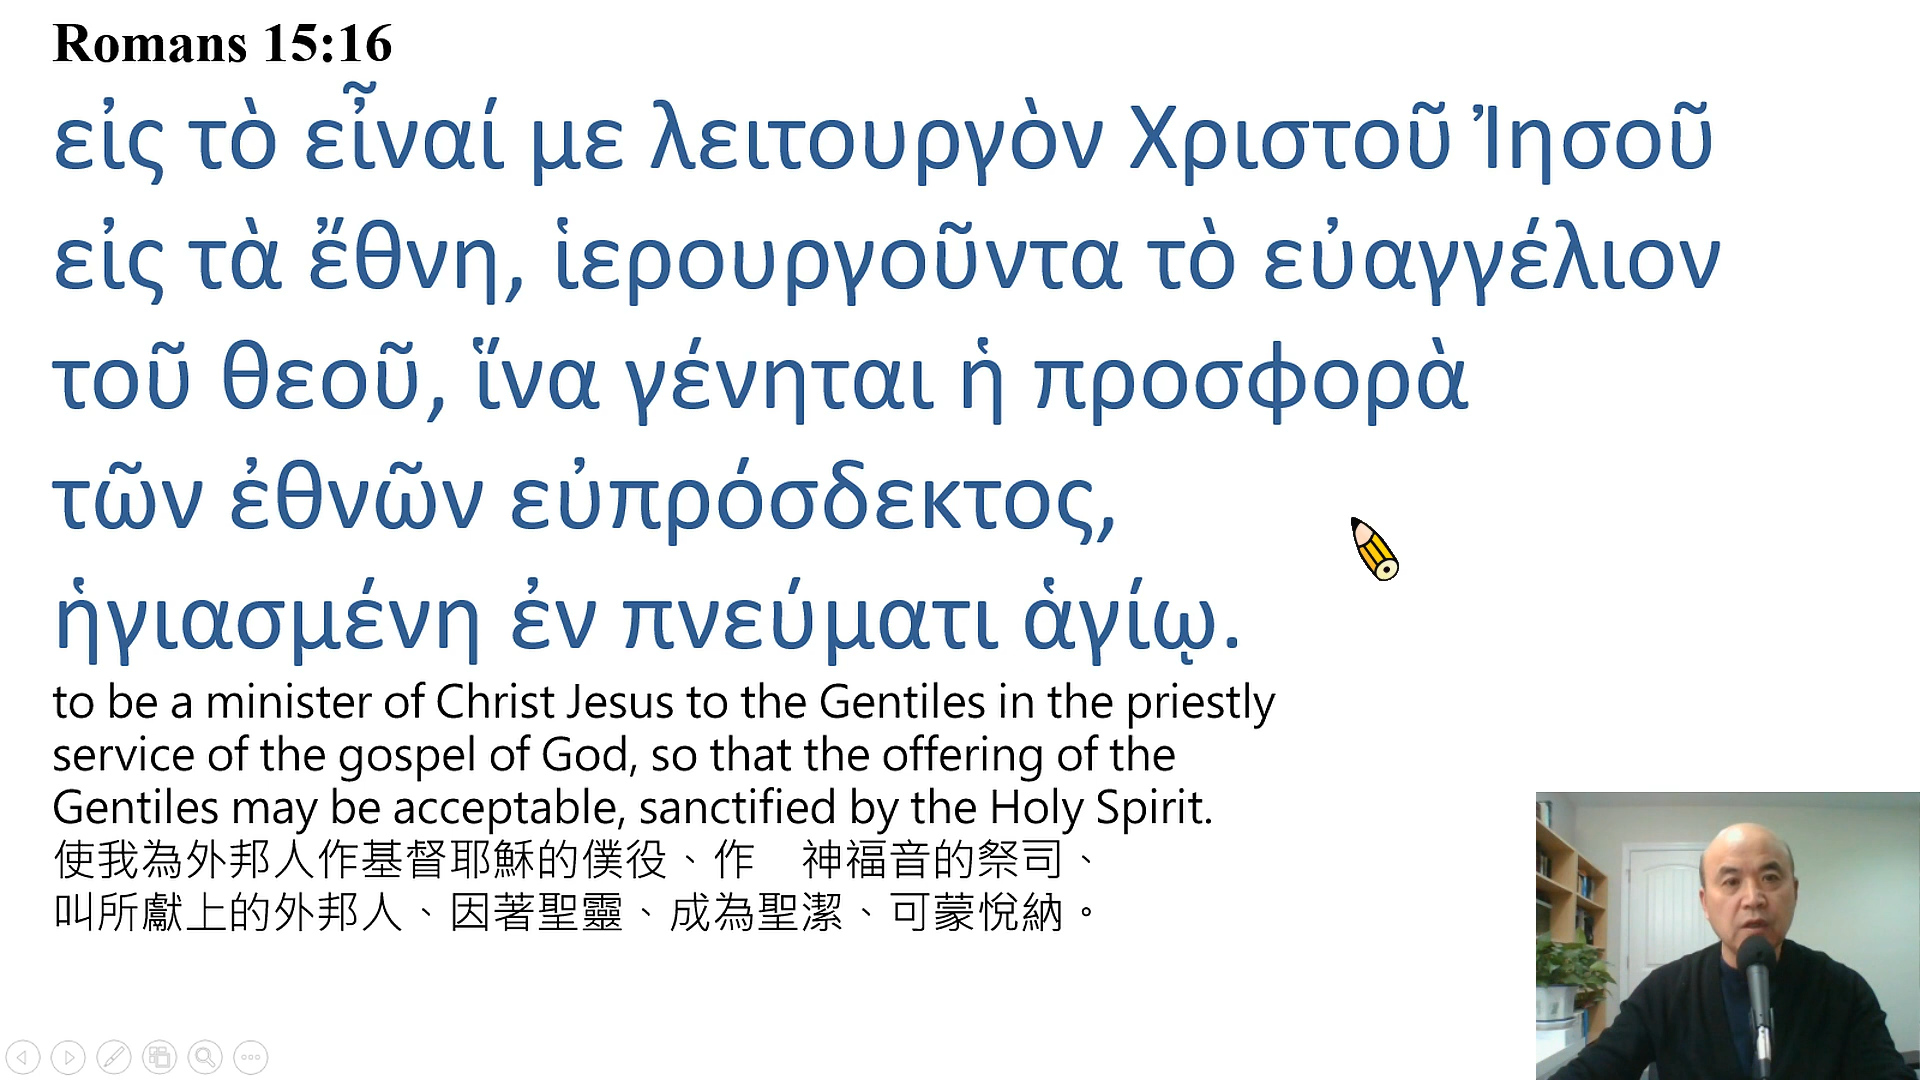 Romans 15:16
εἰς τὸ εἶναί με λειτουργὸν Χριστοῦ Ἰησοῦ
εἰς τὰ ἔθνη, ἱερουργοῦντα τὸ εὐαγγέλιον
τοῦ θεοῦ, ἵνα γένηται ἡ προσφορὰ
τῶν ἐθνῶν εὐπρόσδεκτος,
ἡγιασμένη ἐν πνεύματι ἁγίῳ.
to be a minister of Christ Jesus to the Gentiles in the priestly
service of the gospel of God, so that the offering of the
Gentiles may be acceptable, sanctified by the Holy Spirit.
使我為外邦人作基督耶穌的僕役、作　神福音的祭司、
叫所獻上的外邦人、因著聖靈、成為聖潔、可蒙悅納。